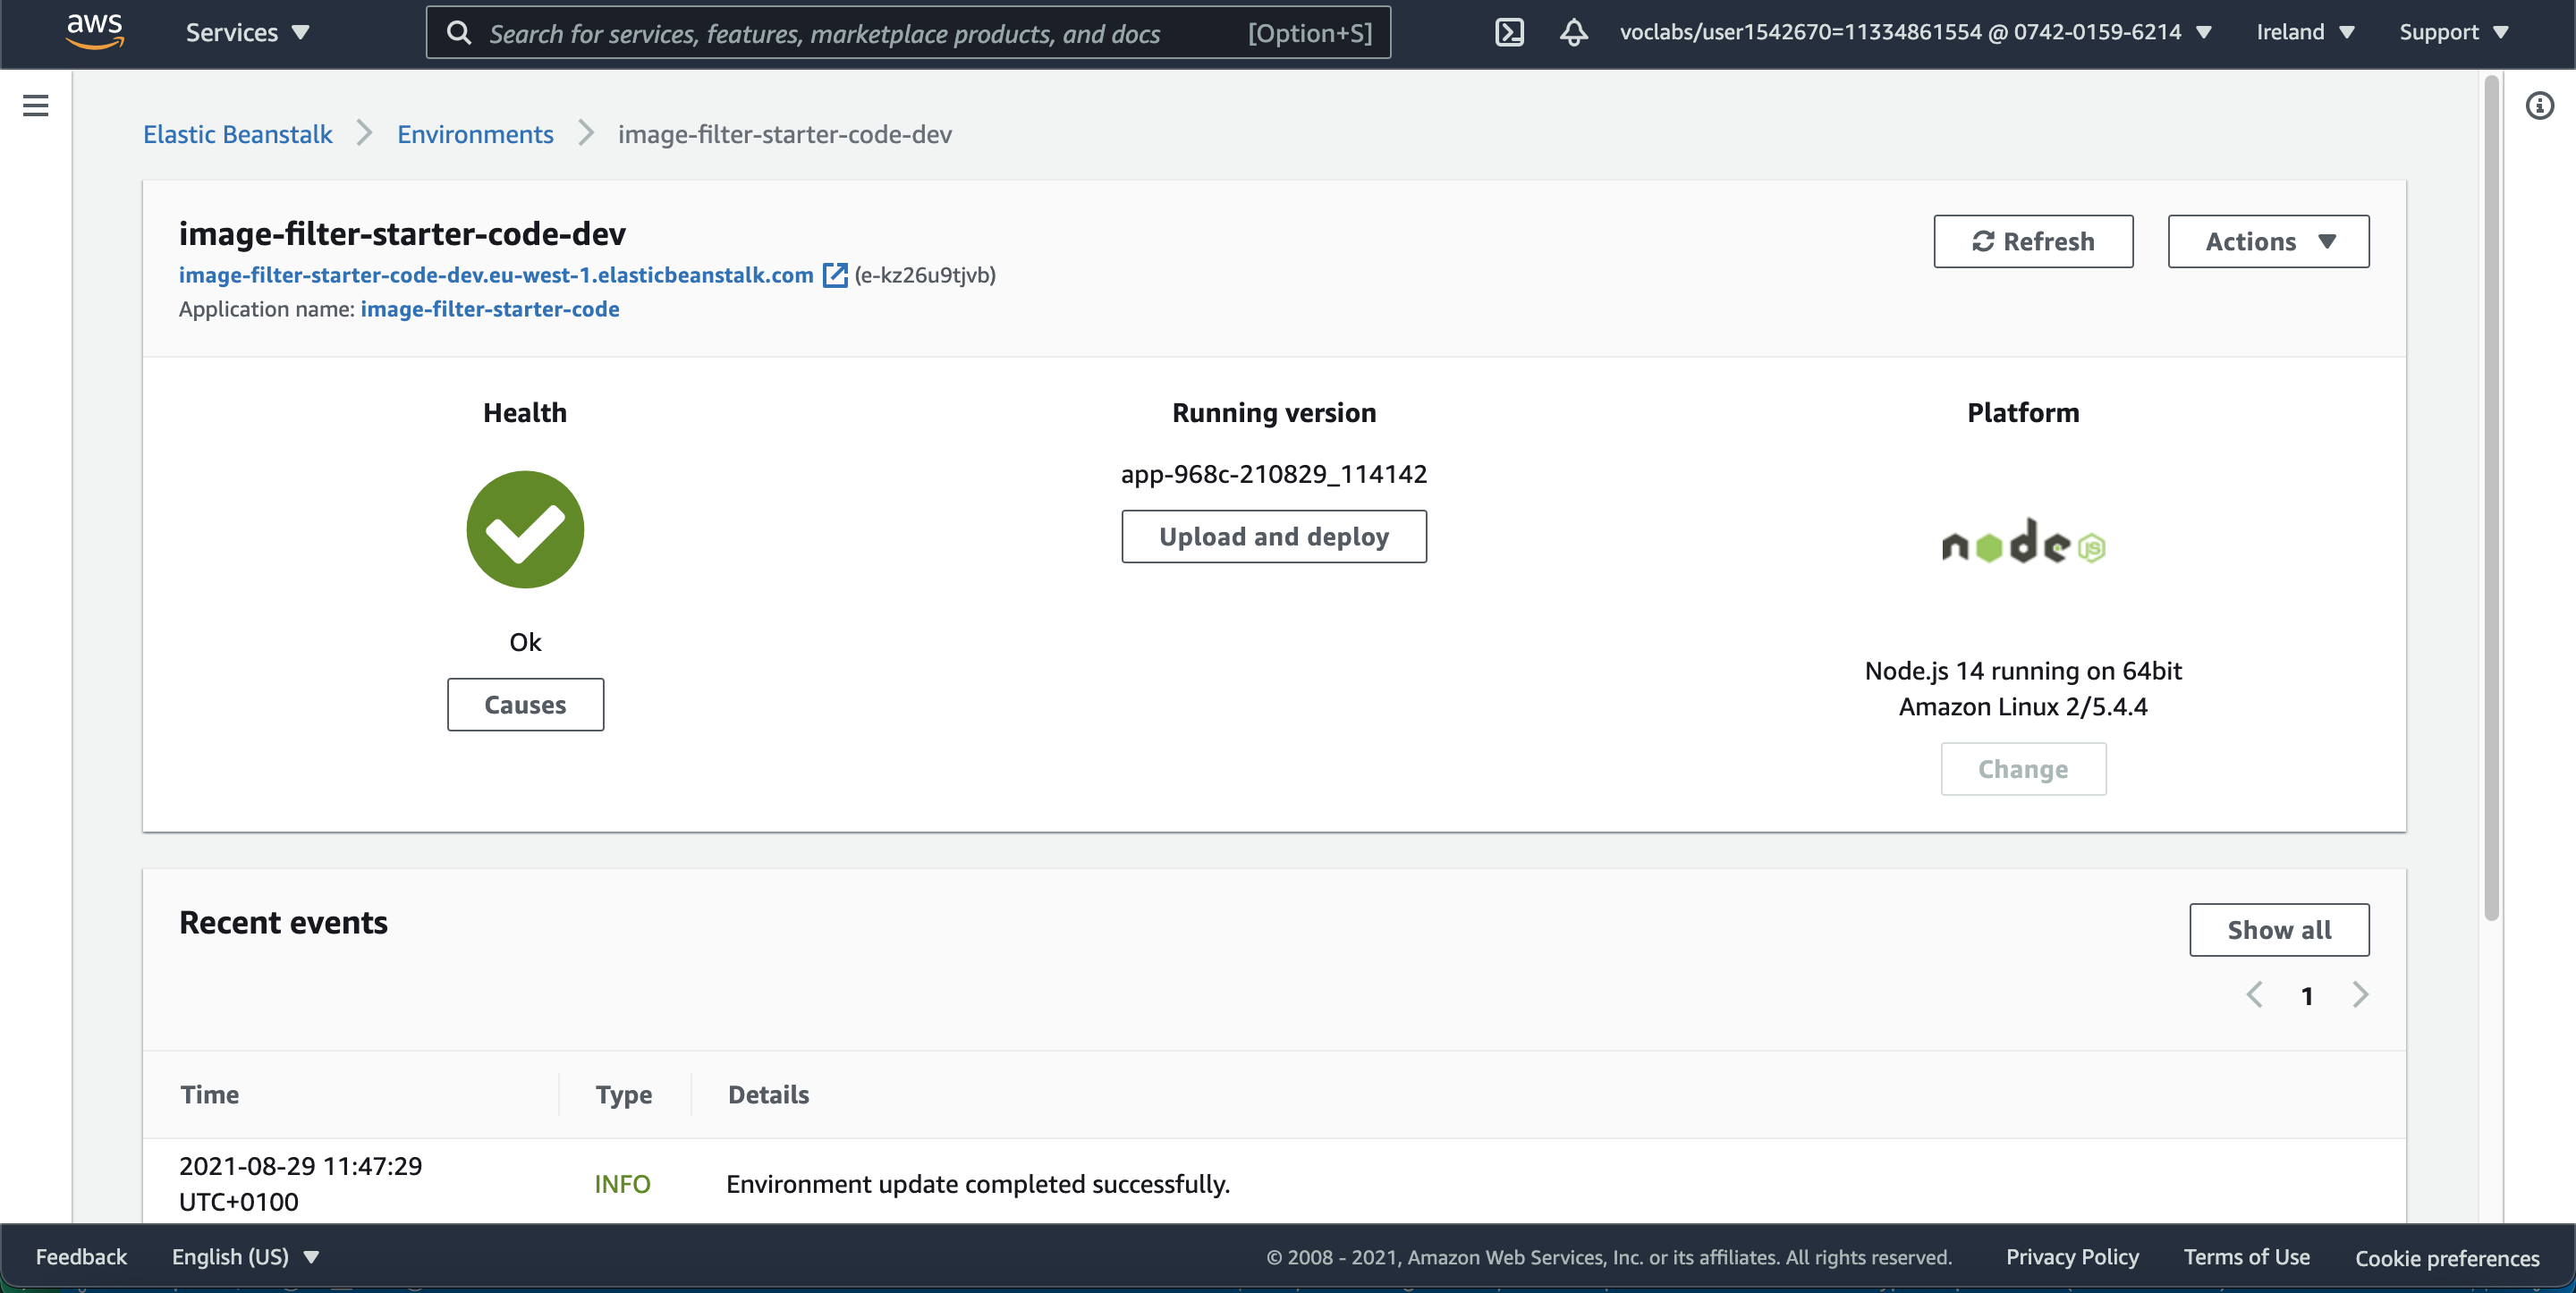 aws
Services
Search for services, features, marketplace products, and docs [Option+S]
voclabs/user1542670=11334861554 @ 0742-0159-6214
Ireland
Support
Elastic Beanstalk
Environments
image-filter-starter-code-dev
image-filter-starter-code-dev
Refresh
Actions
image-filter-starter-code-dev.eu-west-1.elasticbeanstalk.com (e-kz26u9tjvb)
Application name: image-filter-starter-code
Health
Ok
Causes
Running version
app-968c-210829_114142
Upload and deploy
Platform
node JS
Node.js 14 running on 64bit
Amazon Linux 2/5.4.4
Change
Recent events
Show all
1
Time
Type
Details
2021-08-29 11:47:29
UTC+0100
INFO
Environment update completed successfully.
Feedback
English (US)
© 2008 - 2021, Amazon Web Services, Inc. or its affiliates. All rights reserved.
Privacy Policy
Terms of Use
Cookie preferences